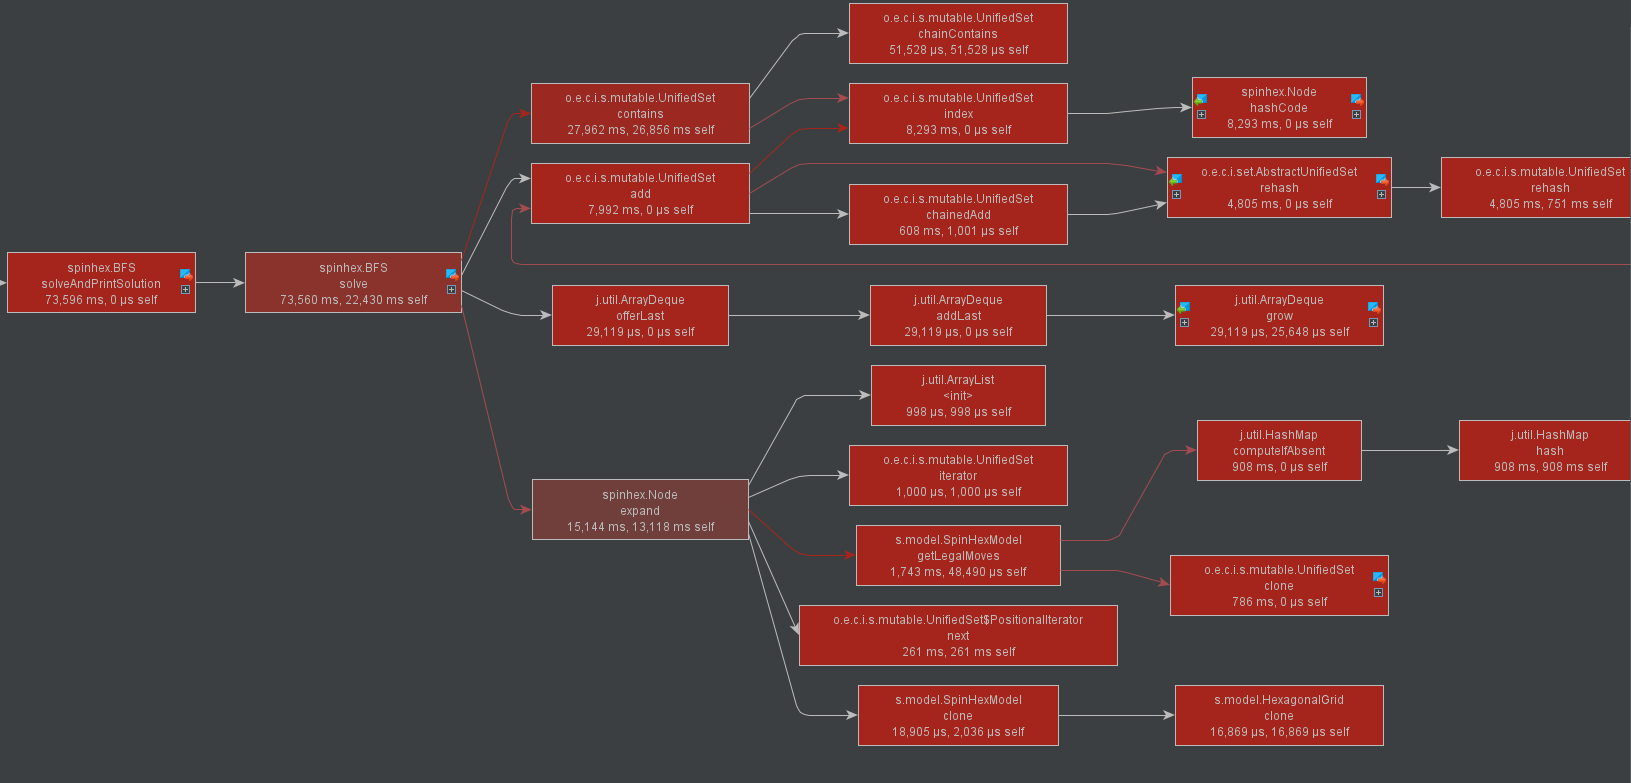 o.e.c.i.s.mutable.UnifiedSet
chainContains
51,528 µs, 51,528 µs self
o.e.c.i.s.mutable.UnifiedSet
contains
27,962 ms, 26,856 ms self
o.e.c.i.s.mutable.UnifiedSet
index
8,293 ms, 0 µs self
spinhex.Node
hashCode
8,293 ms, 0 µs self
o.e.c.i.s.mutable.UnifiedSet
add
7,992 ms, 0 µs self
o.e.c.i.s.mutable.UnifiedSet
chainedAdd
608 ms, 1,001 µs self
o.e.c.i.set.AbstractUnifiedSet
rehash
4,805 ms, 0 µs self
o.e.c.i.s.mutable.UnifiedSet
rehash
4,805 ms, 751 ms self
spinhex.BFS
solveAndPrintSolution
73,596 ms, 0 µs self
spinhex.BFS
solve
73,560 ms, 22,430 ms self
j.util.ArrayDeque
offerLast
29,119 µs, 0 µs self
j.util.ArrayDeque
addLast
29,119 µs, 0 µs self
j.util.ArrayDeque
grow
29,119 µs, 25,648 µs self
j.util.ArrayList
<init>
998 µs, 998 µs self
o.e.c.i.s.mutable.UnifiedSet
iterator
1,000 µs, 1,000 µs self
j.util.HashMap
computeIfAbsent
908 ms, 0 µs self
j.util.HashMap
hash
908 ms, 908 ms self
spinhex.Node
expand
15,144 ms, 13,118 ms self
s.model.SpinHexModel
getLegalMoves
1,743 ms, 48,490 µs self
o.e.c.i.s.mutable.UnifiedSet
clone
786 ms, 0 µs self
o.e.c.i.s.mutable.UnifiedSet$PositionalIterator
next
261 ms, 261 ms self
s.model.SpinHexModel
clone
18,905 µs, 2,036 µs self
s.model.HexagonalGrid
clone
16,869 µs, 16,869 µs self